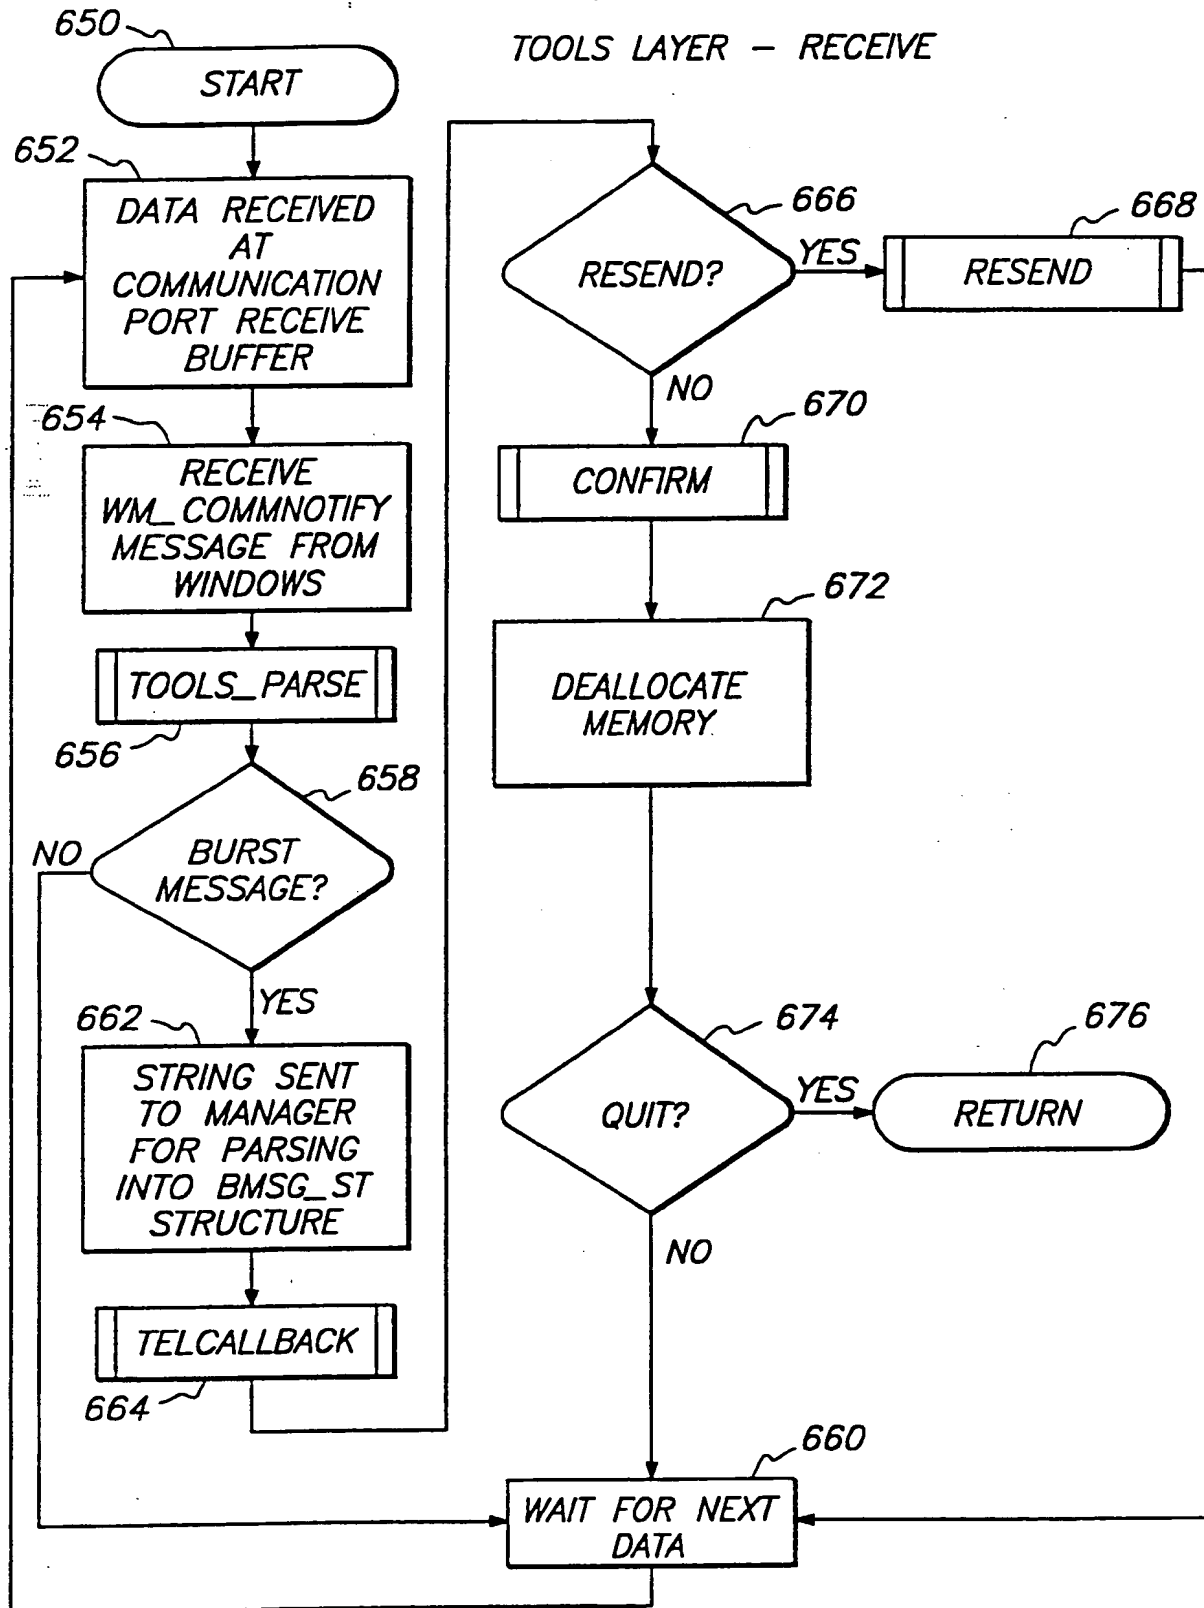 TOOLS LAYER – RECEIVE
650
START
652
DATA RECEIVED
AT
COMMUNICATION
PORT RECEIVE
BUFFER
654
RECEIVE
WM_COMMNOTIFY
MESSAGE FROM
WINDOWS
TOOLS_PARSE
656
658
BURST
MESSAGE?
NO
YES
662
STRING SENT
TO MANAGER
FOR PARSING
INTO BMSG_ST
STRUCTURE
TELCALLBACK
664
666
RESEND?
YES
668
RESEND
NO
670
CONFIRM
672
DEALLOCATE
MEMORY
674
QUIT?
YES
676
RETURN
NO
660
WAIT FOR NEXT
DATA